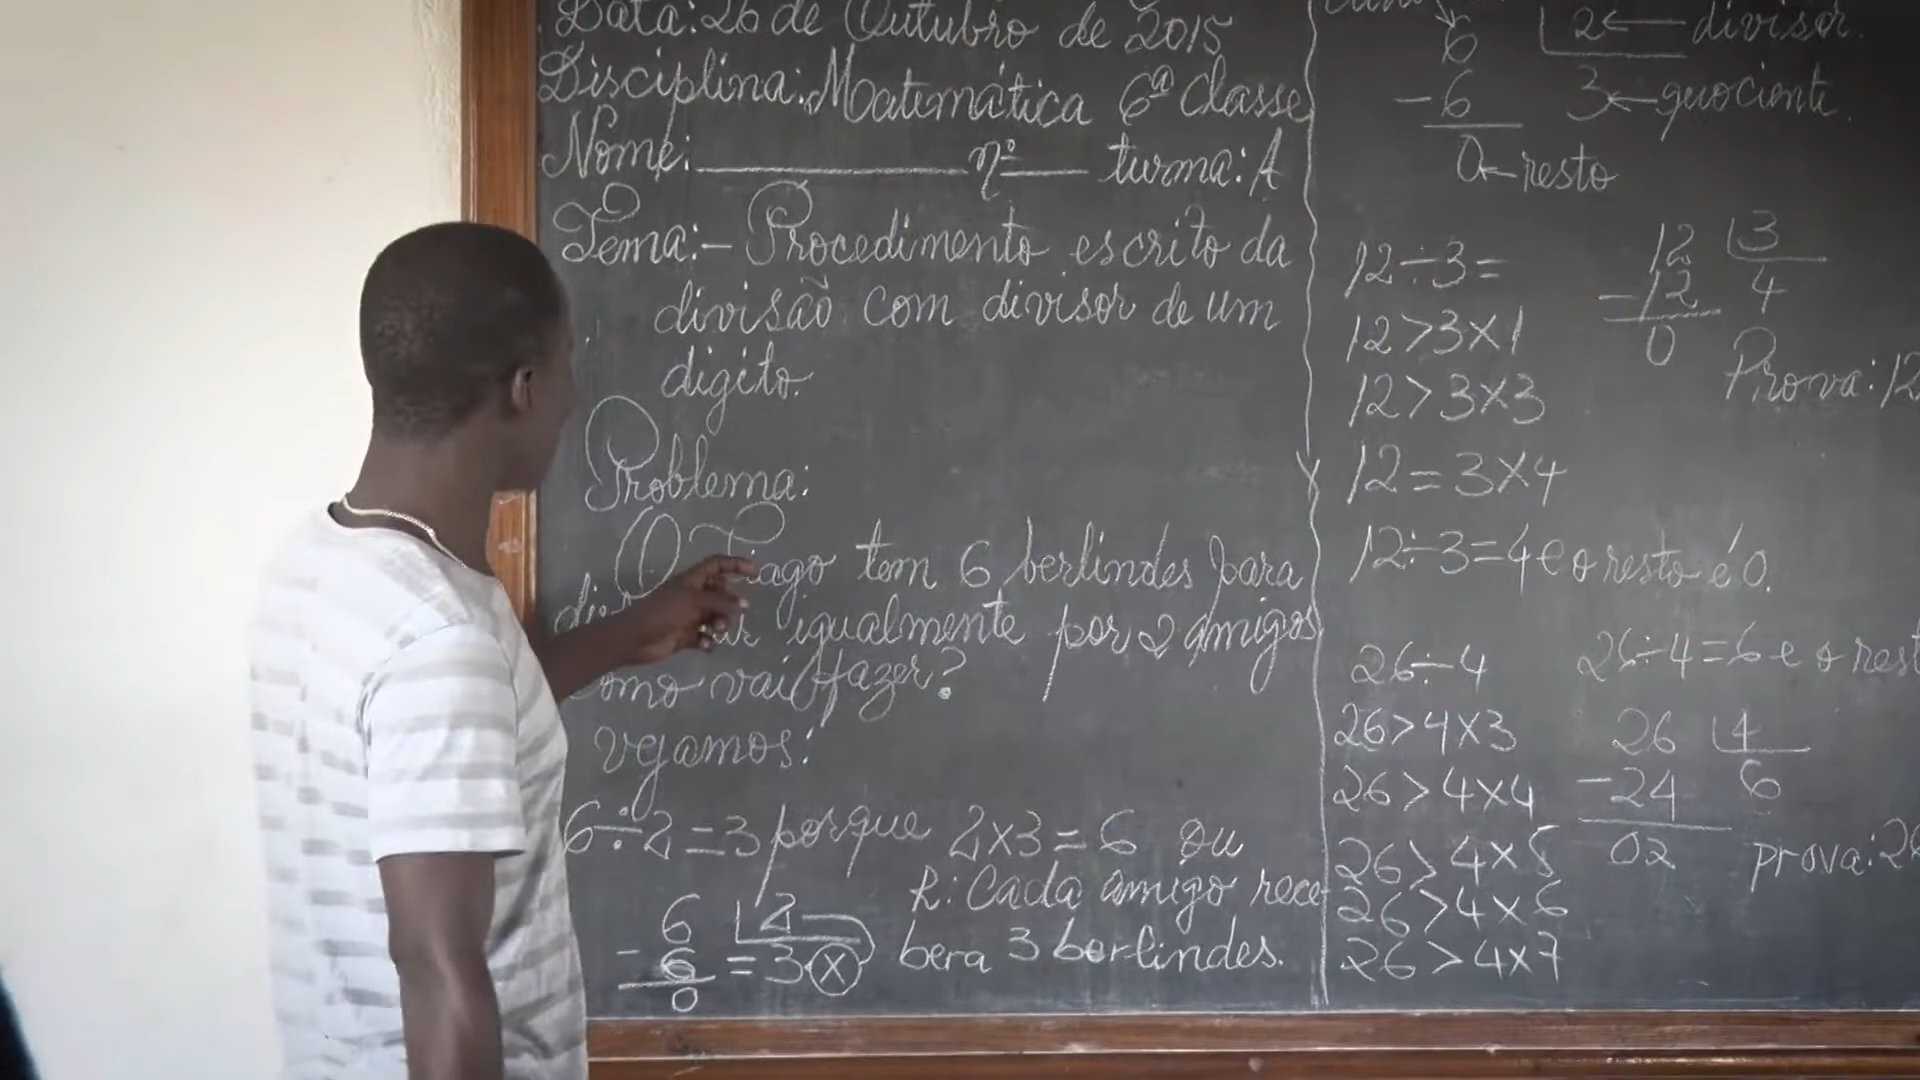 Data: 26 de Outubro de 2015
Disciplina: Matemática 6ª Classe
Nome: ____________ nº ____ turma: A
Tema:- Procedimento escrito da
divisão com divisor de um
digito.
Problema:
O Tiago tem 6 berlindes para
igualmente por 2 amigos
como vai fazer?
vejamos:
6÷2=3 porque 2x3=6 ou
6 2
-6 =3 x
0
R: Cada amigo rece
bera 3 berlindes.
6 2 ← divisor.
-6 3 ← quociente.
0 ← resto
12÷3=
12>3x1
12>3x3
12=3x4
12÷3=4 e o resto é 0.
12 3
-12 4
0
Prova: 12
26÷4
26>4x3
26>4x4
26>4x5
26>4x6
26>4x7
26÷4=6 e o rest
26 4
-24 6
02
prova: 26